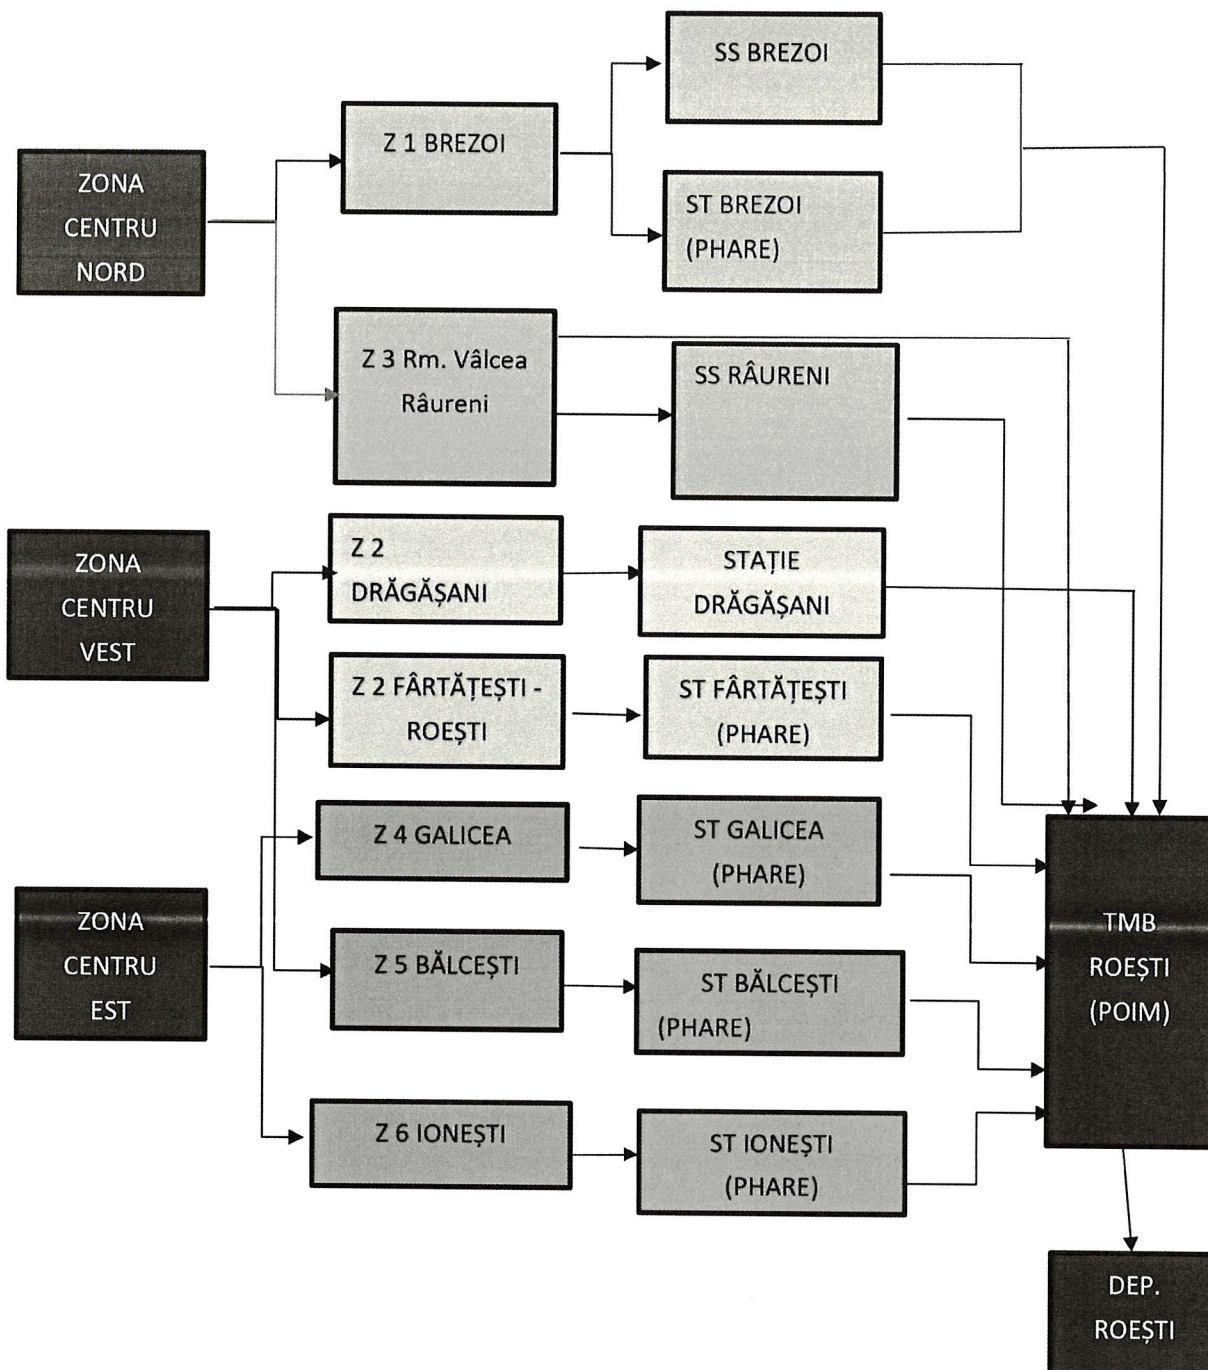 SS BREZOI
Z 1 BREZOI
ZONA
CENTRU
NORD
ST BREZOI
(PHARE)
Z 3 Rm. Vâlcea
Râureni
SS RÂURENI
ZONA
CENTRU
VEST
Z 2
DRĂGĂȘANI
STAȚIE
DRĂGĂȘANI
Z 2 FÂRTĂȚEȘTI -
ROEȘTI
ST FÂRTĂȚEȘTI
(PHARE)
Z 4 GALICEA
ST GALICEA
(PHARE)
ZONA
CENTRU
EST
Z 5 BĂLCEȘTI
ST BĂLCEȘTI
(PHARE)
TMB
ROEȘTI
(POIM)
Z 6 IONEȘTI
ST IONEȘTI
(PHARE)
DEP.
ROEȘTI